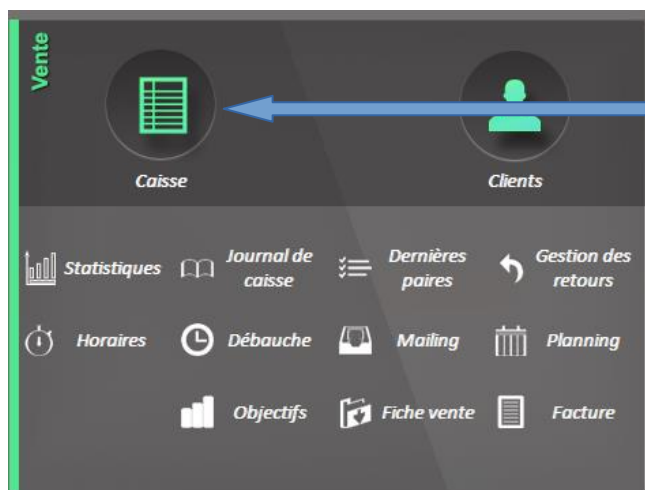 Vente
Caisse
Clients
Statistiques
Journal de
caisse
Dernières
paires
Gestion des
retours
Horaires
Débauche
Mailing
Planning
Objectifs
Fiche vente
Facture